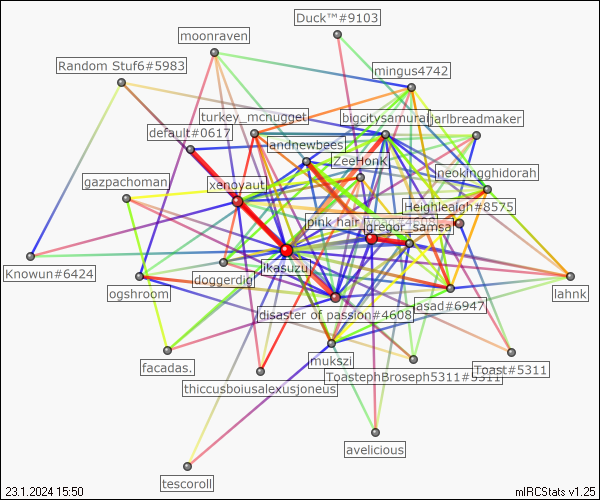 Duck™#9103
moonraven
Random Stuf6#5983
mingus4742
turkey_mcnugget
bigcitysamurai
jarlbreadmaker
default#0617
landnewbees
ZeeHonK
neokingghidorah
gazpachoman
xenoyaut
Heighleaigh#8575
pink hair
gregor_samsa
ikasuzu
Knowun#6424
doggerdig
ogshroom
lahnk
asad#6947
disaster of passion#4608
mukszi
facadas.
Toast#5311
ToastephBroseph5311#5311
thiccusboiusalexusjoneus
avelicious
tescoroll
23.1.2024 15:50
mIRCStats v1.25